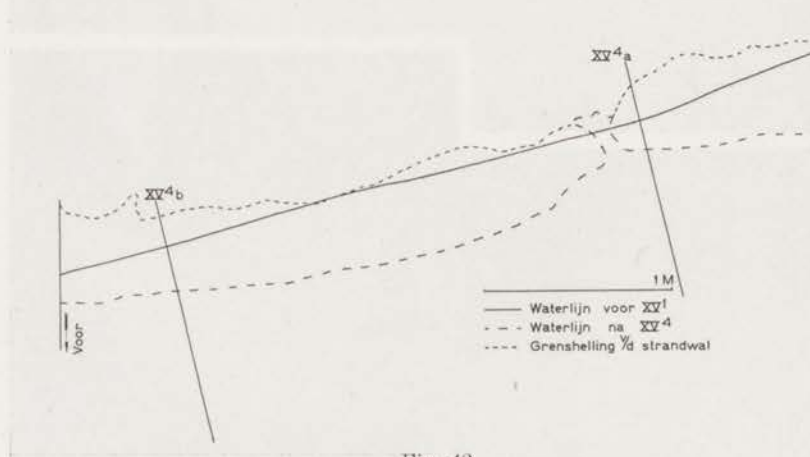 XV⁴a
XV⁴b
Voor
1 M
Waterlijn voor XV¹
Waterlijn na XV⁴
Grenshelling v/d strandwal